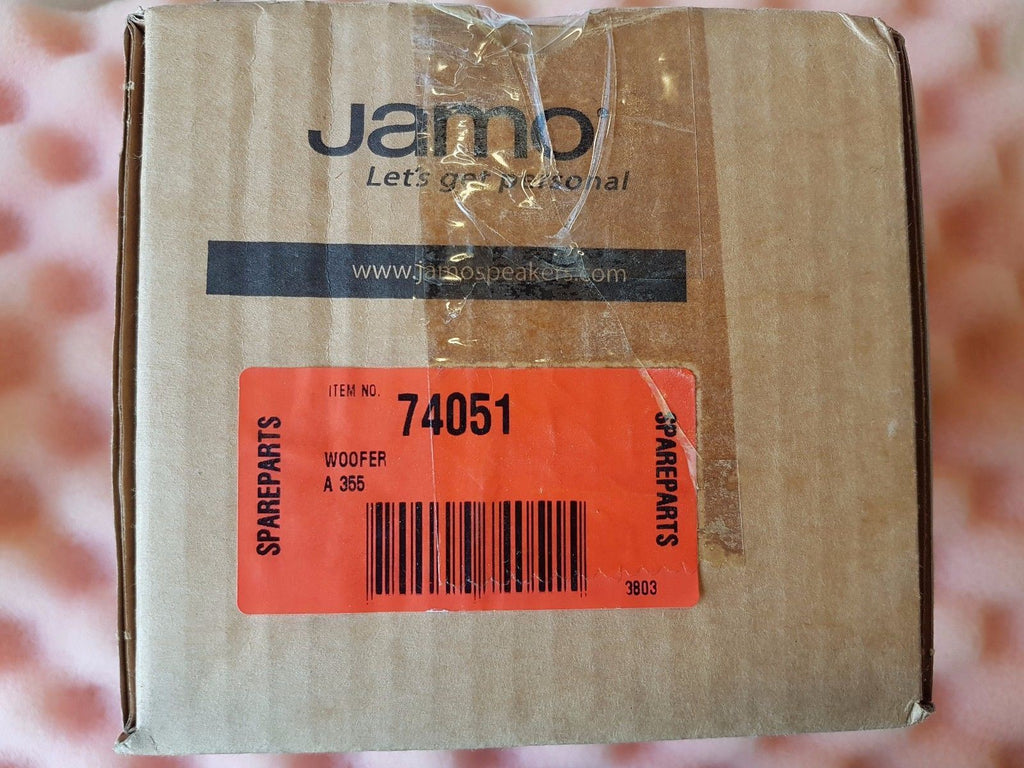 Jamo
Let's get personal
www.jamospeakers.com
ITEM NO. 74051
WOOFER
A 355
SPAREPARTS
SPAREPARTS
3803